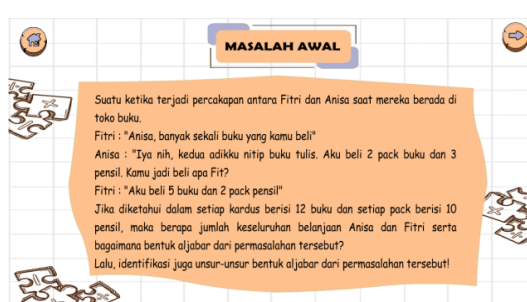 MASALAH AWAL
Suatu ketika terjadi percakapan antara Fitri dan Anisa saat mereka berada di
toko buku.
Fitri : "Anisa, banyak sekali buku yang kamu beli"
Anisa : "Iya nih, kedua adikku nitip buku tulis. Aku beli 2 pack buku dan 3
pensil. Kamu jadi beli apa Fit?
Fitri : "Aku beli 5 buku dan 2 pack pensil"
Jika diketahui dalam setiap kardus berisi 12 buku dan setiap pack berisi 10
pensil, maka berapa jumlah keseluruhan belanjaan Anisa dan Fitri serta
bagaimana bentuk aljabar dari permasalahan tersebut?
Lalu, identifikasi juga unsur-unsur bentuk aljabar dari permasalahan tersebut!